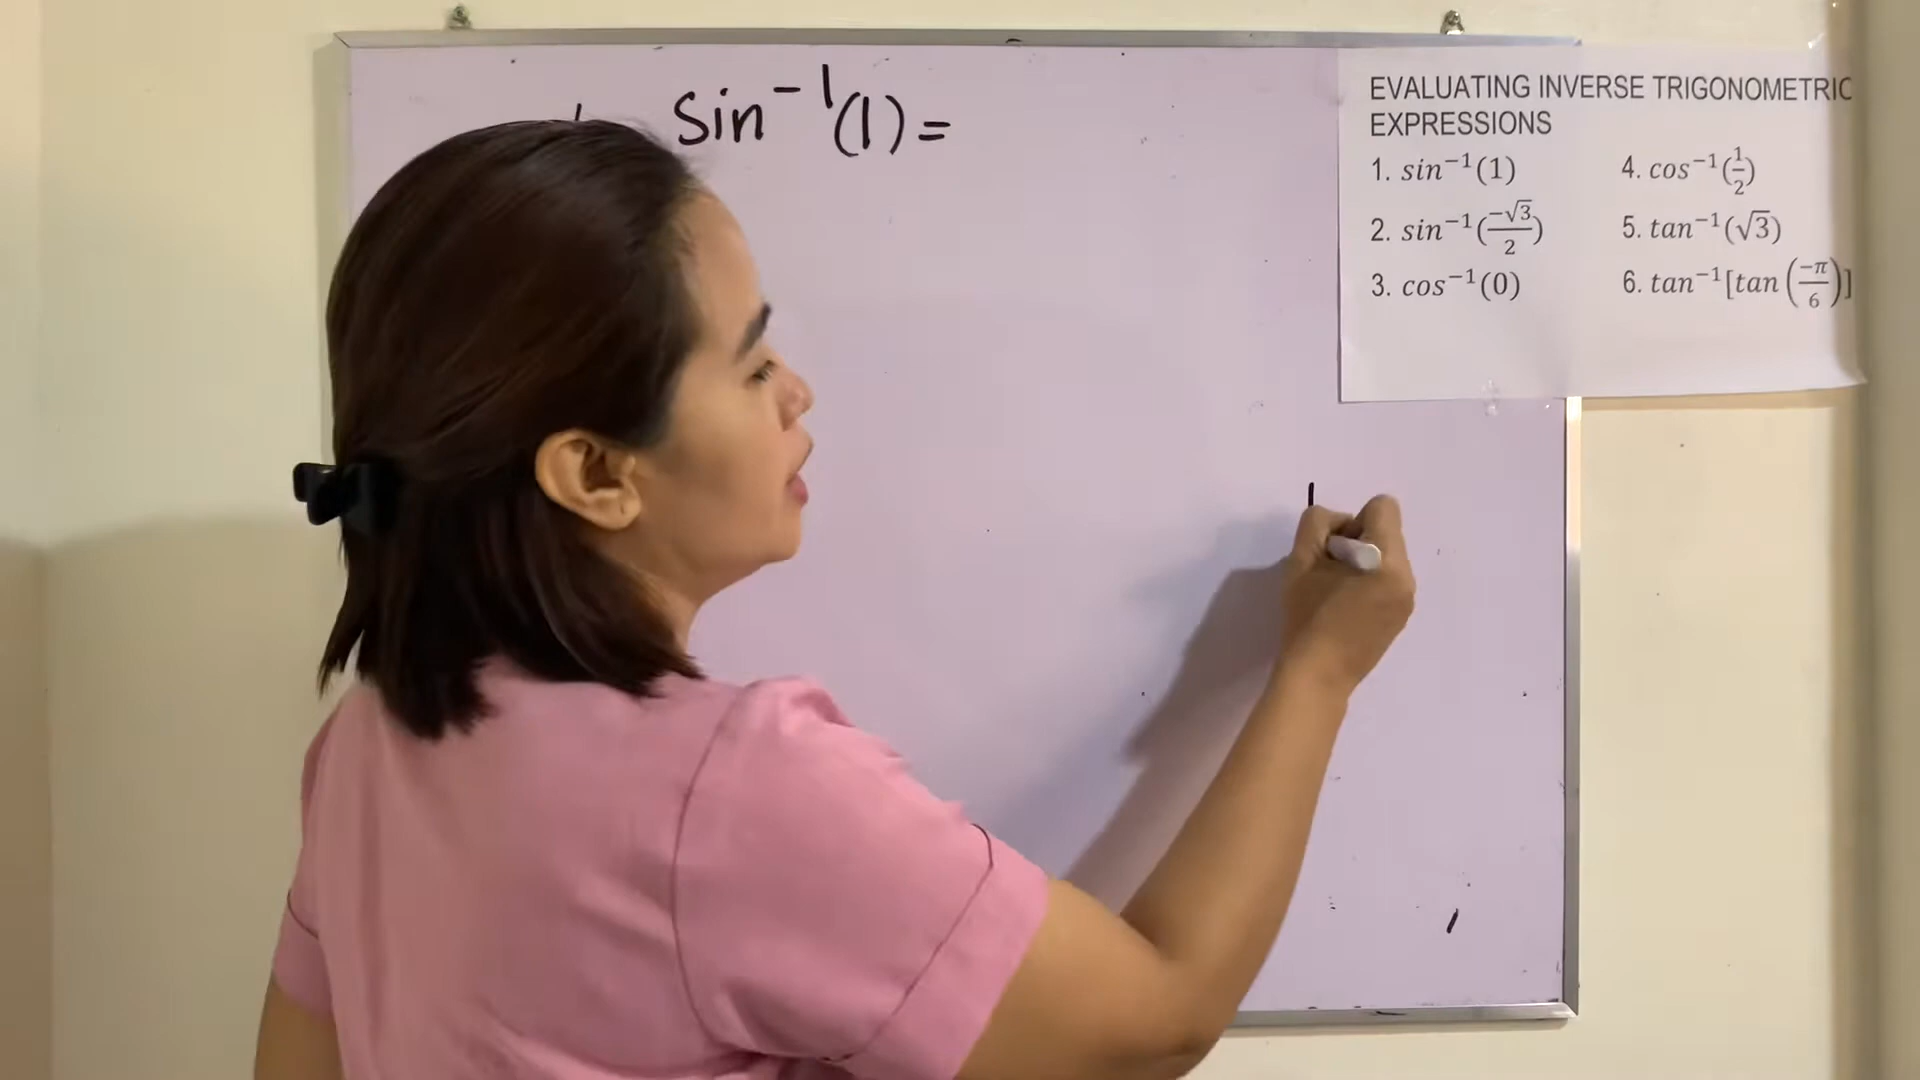 sin⁻¹(1)=
EVALUATING INVERSE TRIGONOMETRIC
EXPRESSIONS
1. sin⁻¹(1)
2. sin⁻¹(-√3/2)
3. cos⁻¹(0)
4. cos⁻¹(1/2)
5. tan⁻¹(√3)
6. tan⁻¹[tan(-π/6)]